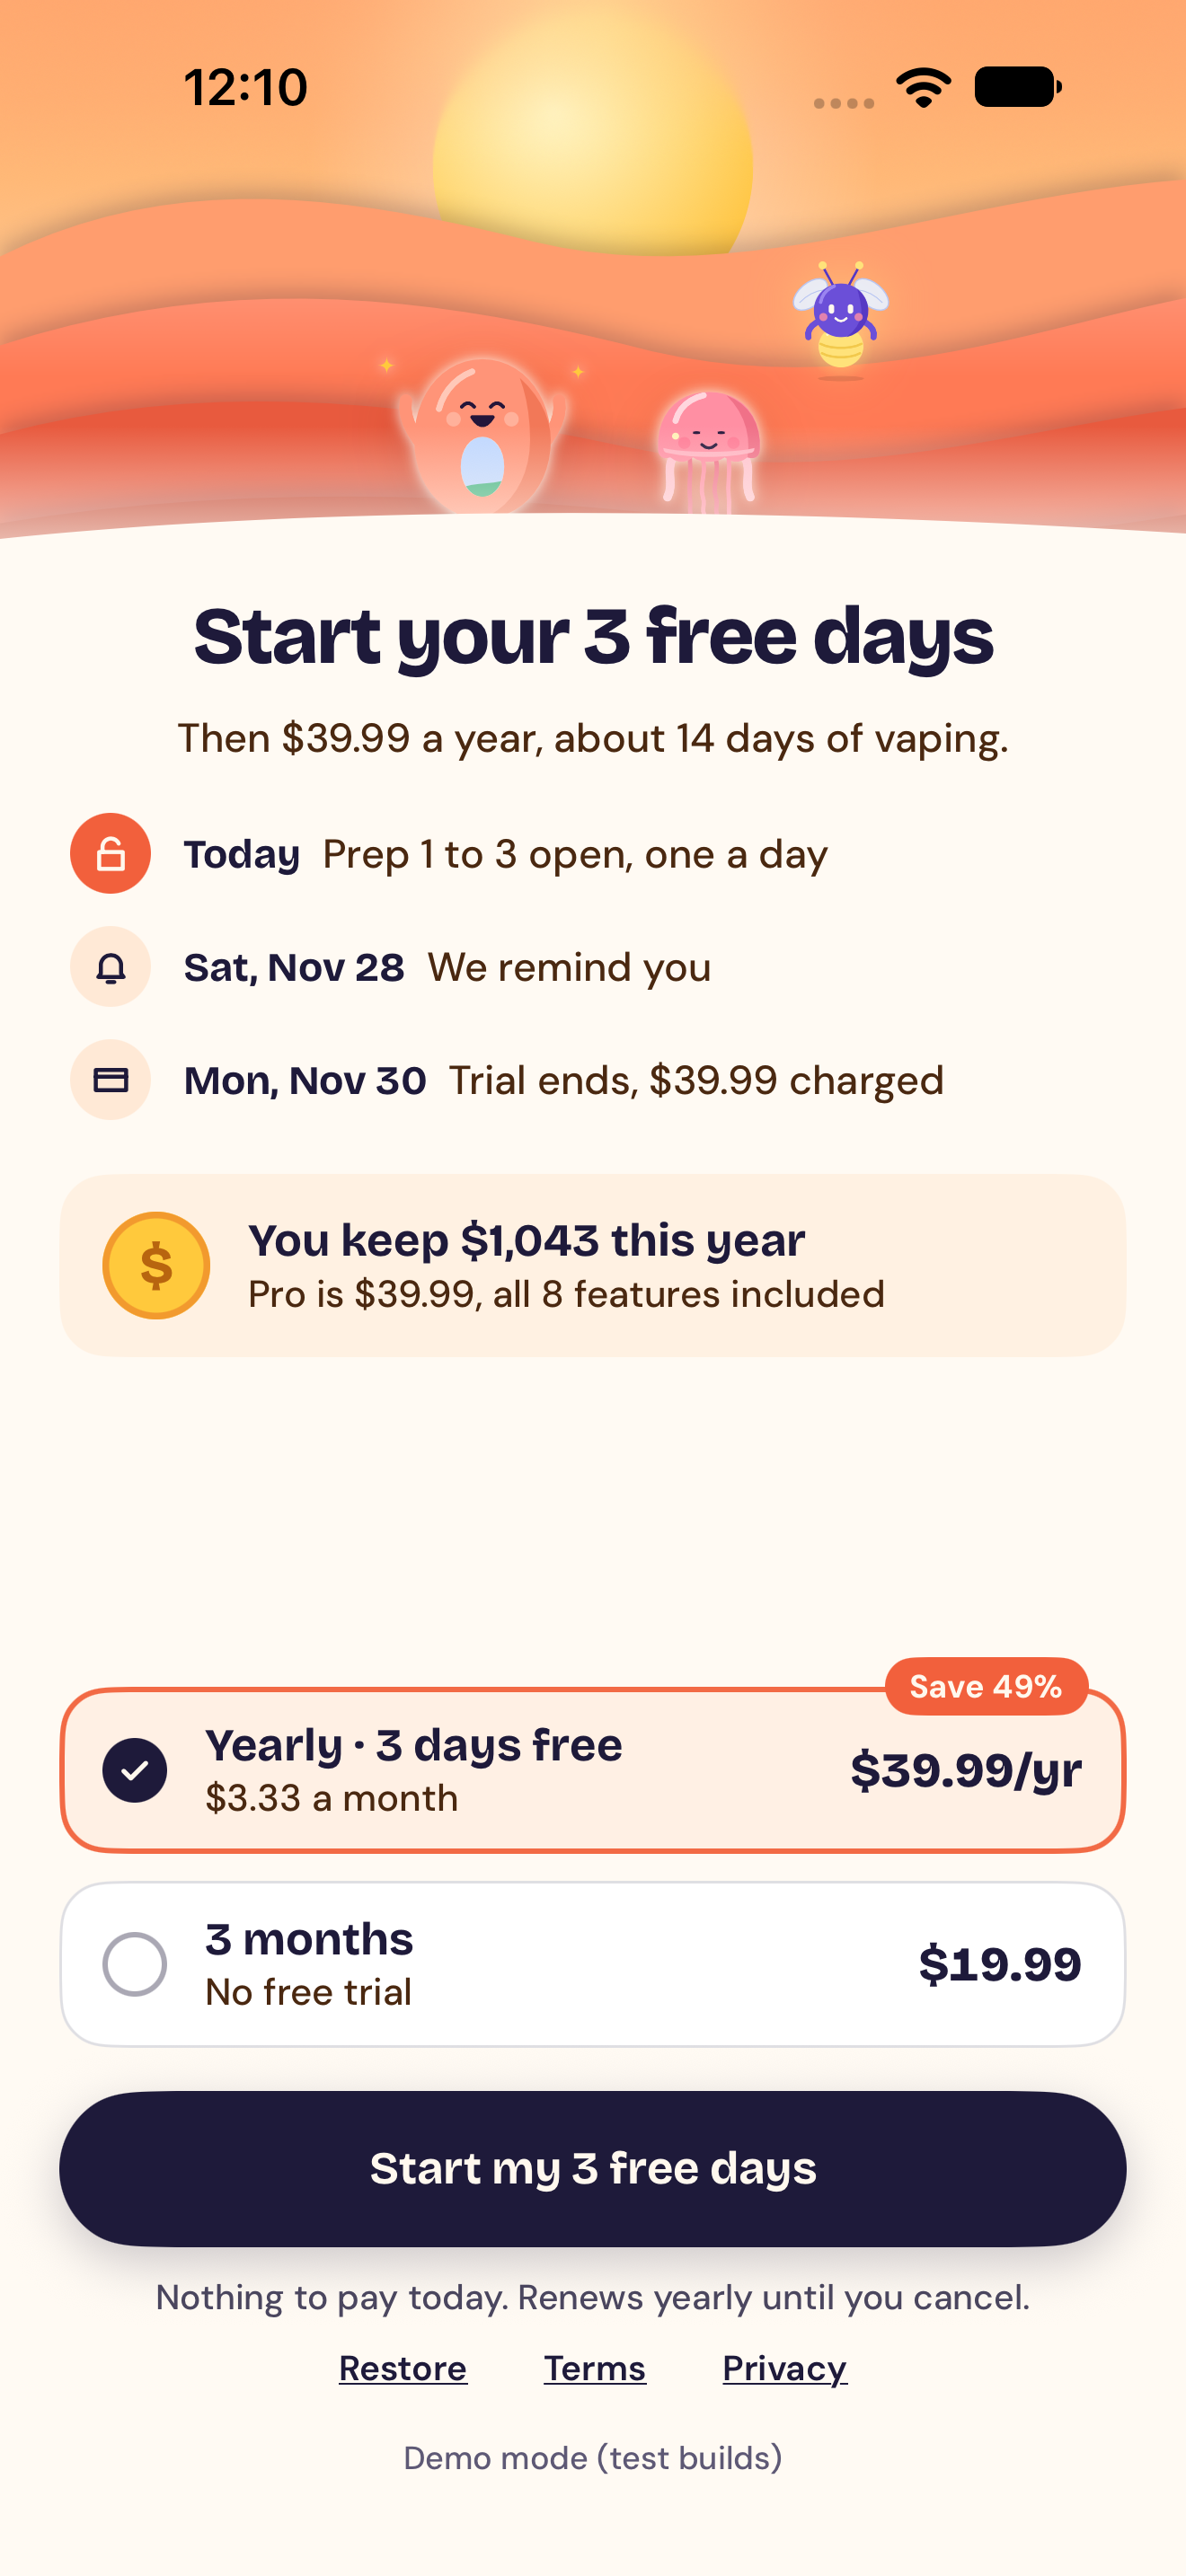 12:10
Start your 3 free days
Then $39.99 a year, about 14 days of vaping.
Today Prep 1 to 3 open, one a day
Sat, Nov 28 We remind you
Mon, Nov 30 Trial ends, $39.99 charged
$
You keep $1,043 this year
Pro is $39.99, all 8 features included
Save 49%
Yearly · 3 days free
$39.99/yr
$3.33 a month
3 months
$19.99
No free trial
Start my 3 free days
Nothing to pay today. Renews yearly until you cancel.
Restore Terms Privacy
Demo mode (test builds)